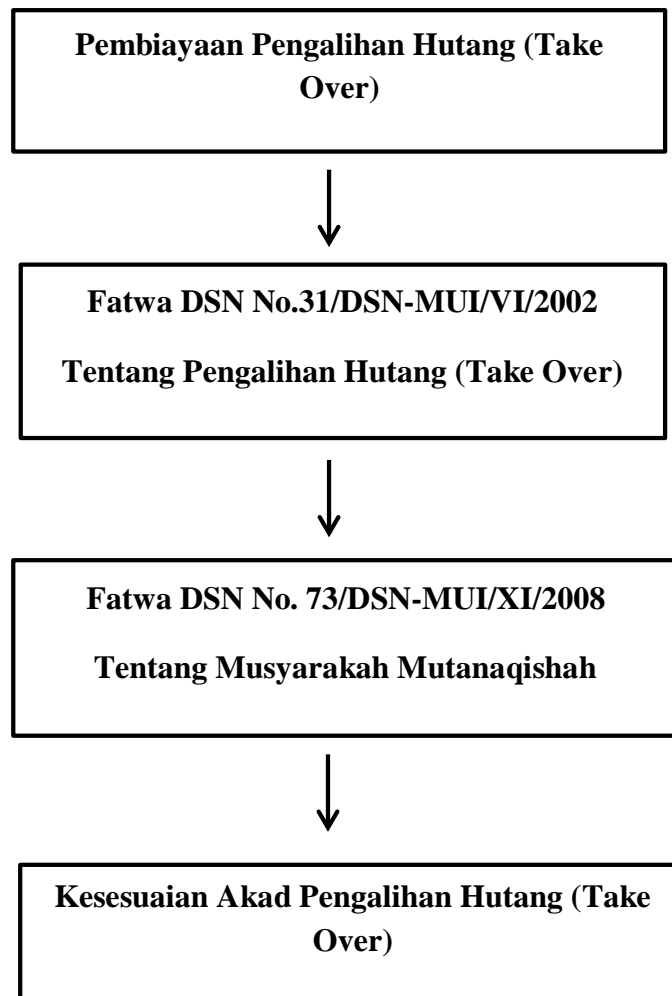 Pembiayaan Pengalihan Hutang (Take
Over)
Fatwa DSN No.31/DSN-MUI/VI/2002
Tentang Pengalihan Hutang (Take Over)
Fatwa DSN No. 73/DSN-MUI/XI/2008
Tentang Musyarakah Mutanaqishah
Kesesuaian Akad Pengalihan Hutang (Take
Over)